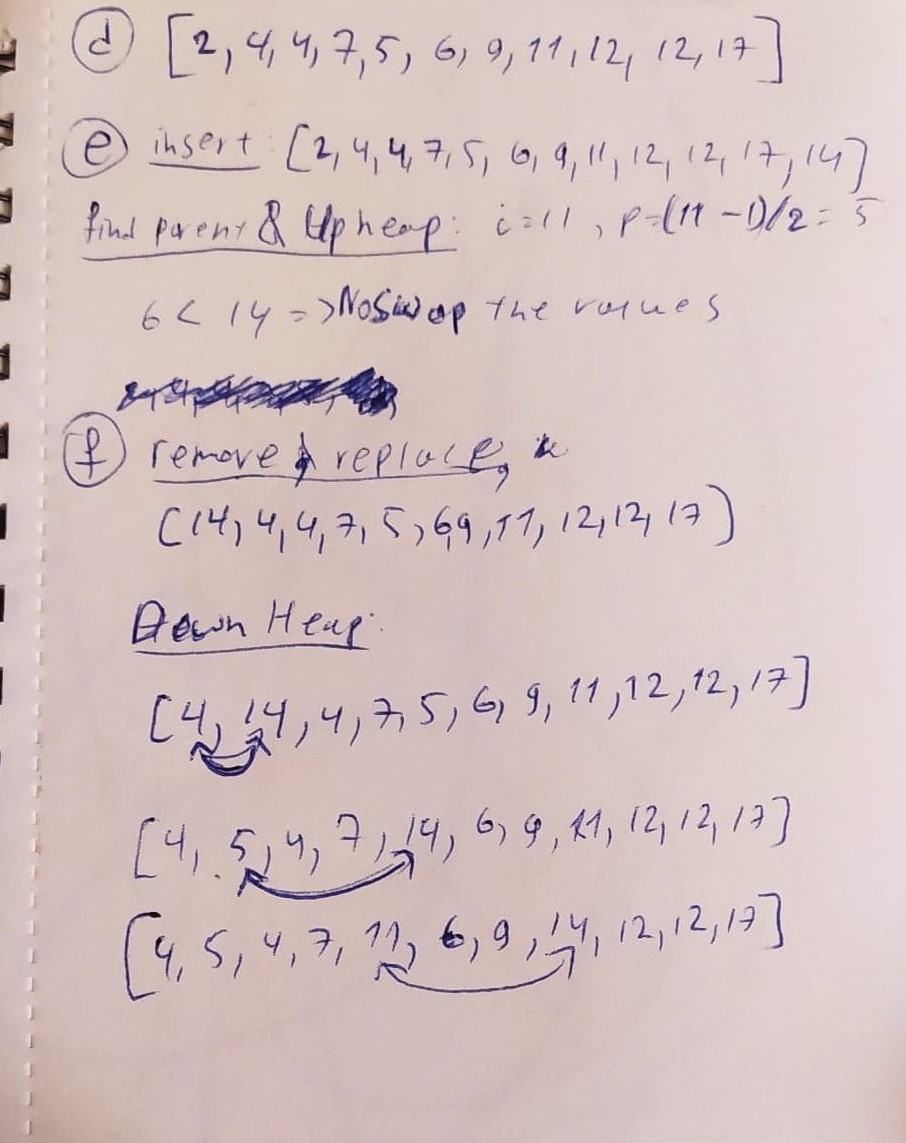 d [2, 4, 4, 7, 5, 6, 9, 11, 12, 12, 17]
e insert: [2, 4, 4, 7, 5, 6, 9, 11, 12, 12, 17, 14]
find parent & Up heap: i=11, p=(11-1)/2=5
6 < 14 => No Swap the values
f remove & replace,
[14, 4, 4, 7, 5, 6, 9, 11, 12, 12, 17]
Down Heap:
[4, 14, 4, 7, 5, 6, 9, 11, 12, 12, 17]
[4, 5, 4, 7, 14, 6, 9, 11, 12, 12, 17]
[4, 5, 4, 7, 11, 6, 9, 14, 12, 12, 17]